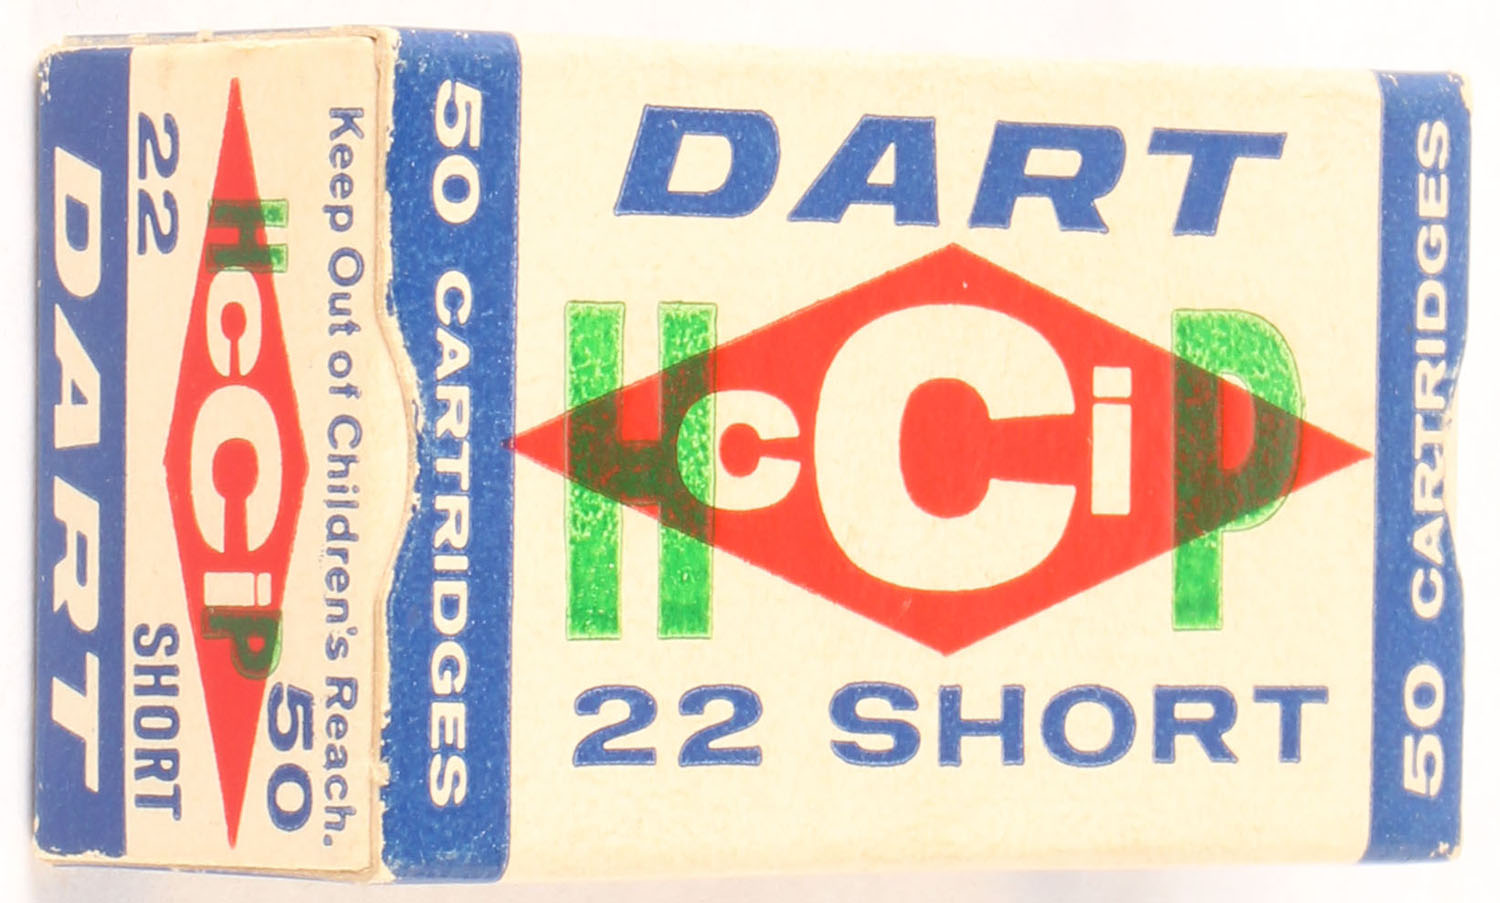 DART
22
SHORT
HcCiP
50
Keep Out of Children's Reach.
50 CARTRIDGES
DART
HcCiP
22 SHORT
50 CARTRIDGES